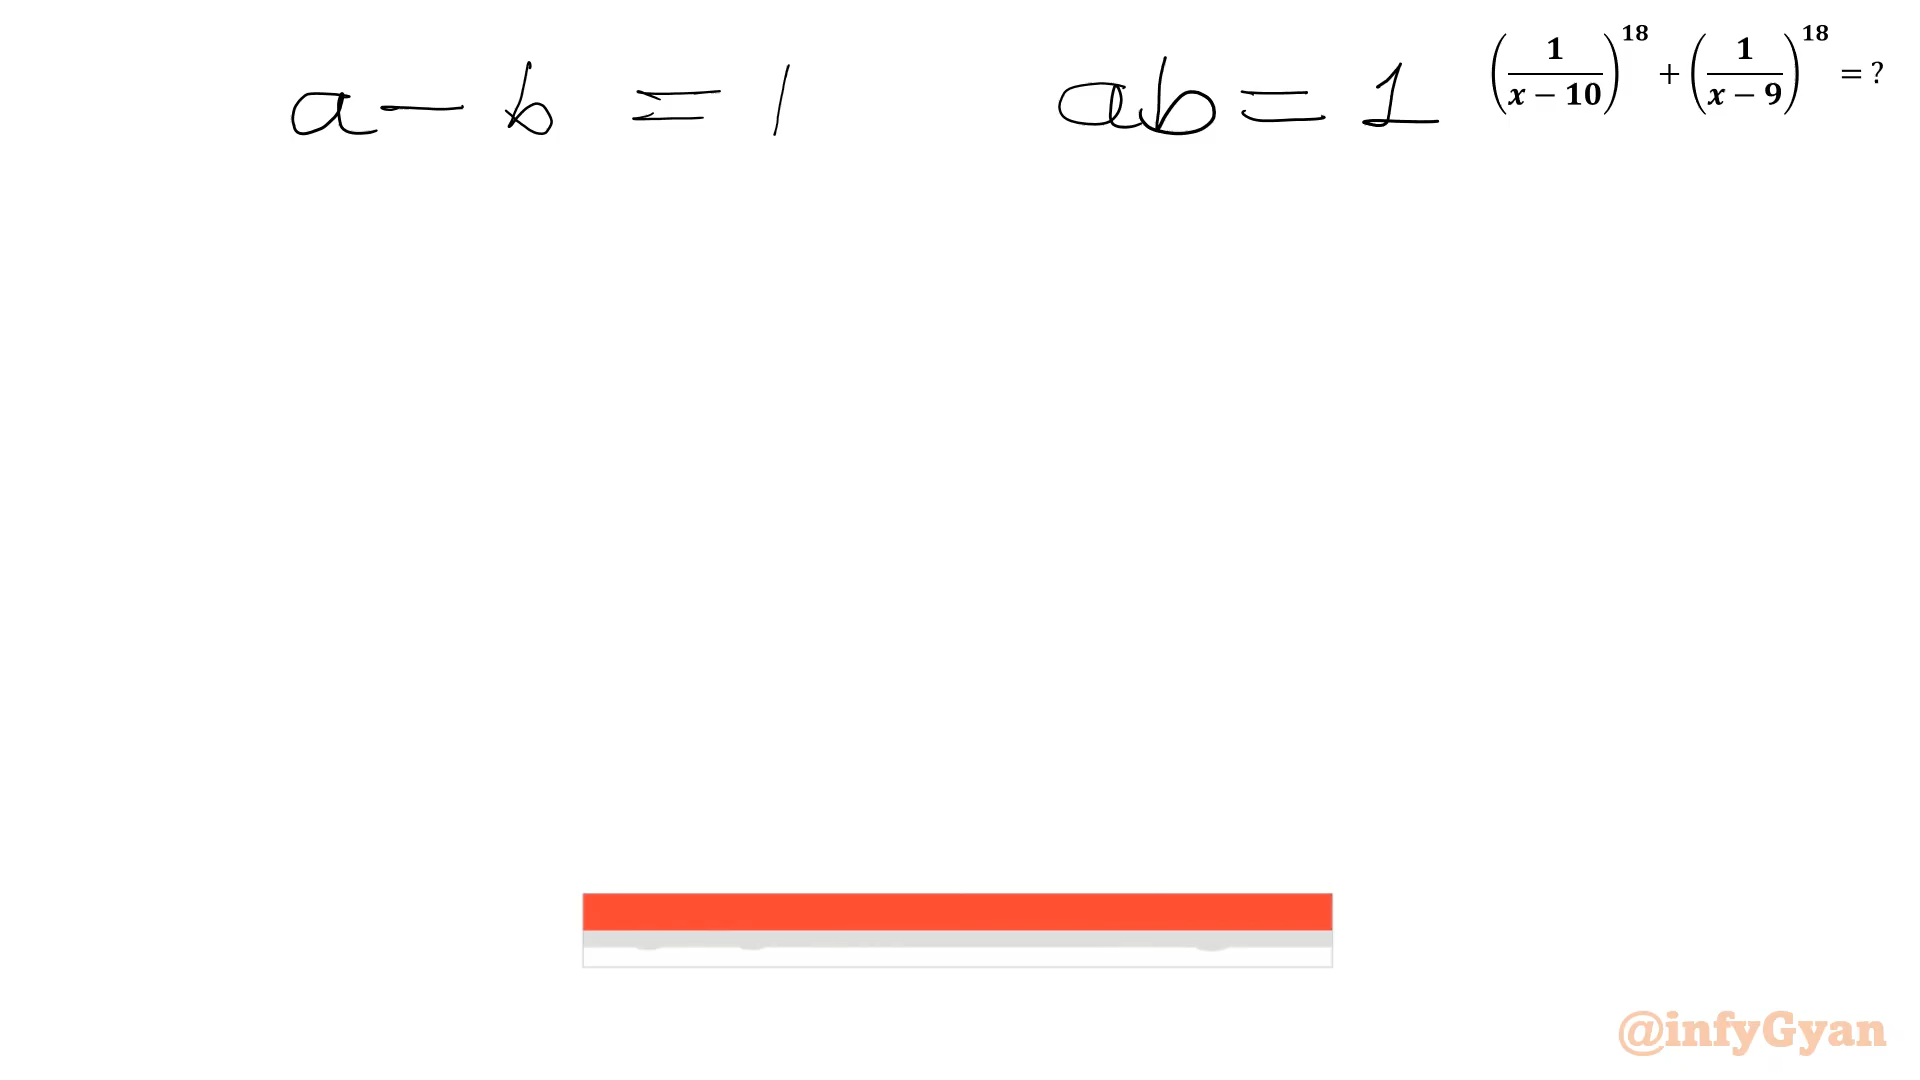 a - b = 1 ab = 1 (1/(x − 10))^18 + (1/(x − 9))^18 = ?
@infyGyan